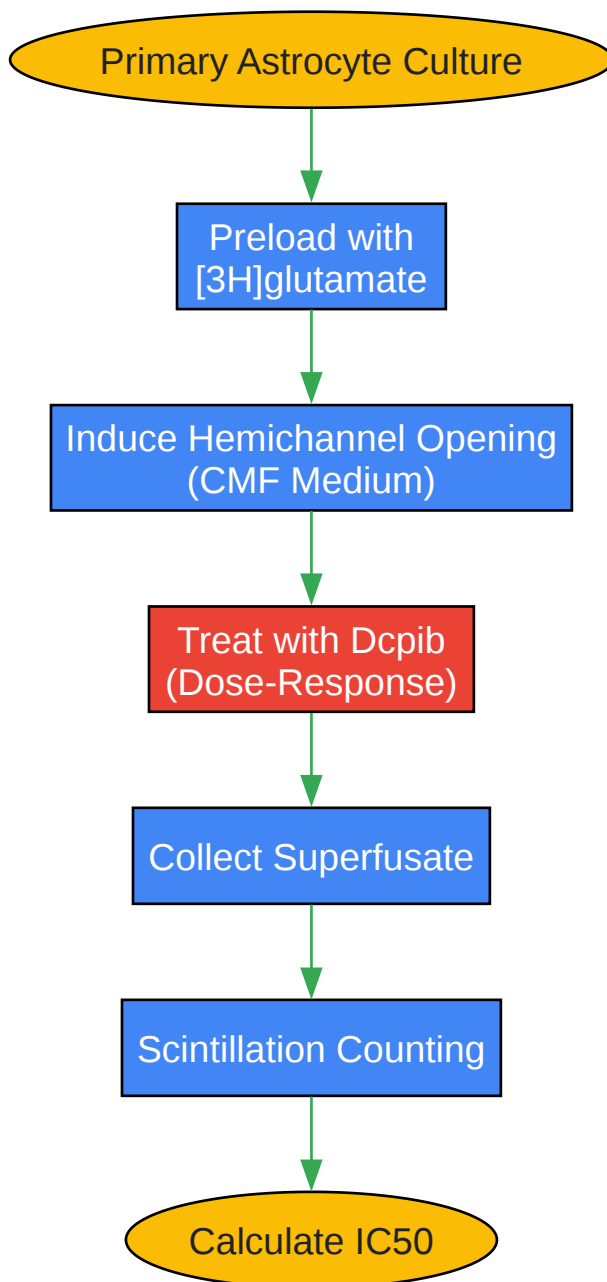 Primary Astrocyte Culture
Preload with
[3H]glutamate
Induce Hemichannel Opening
(CMF Medium)
Treat with Dcpib
(Dose-Response)
Collect Superfusate
Scintillation Counting
Calculate IC50